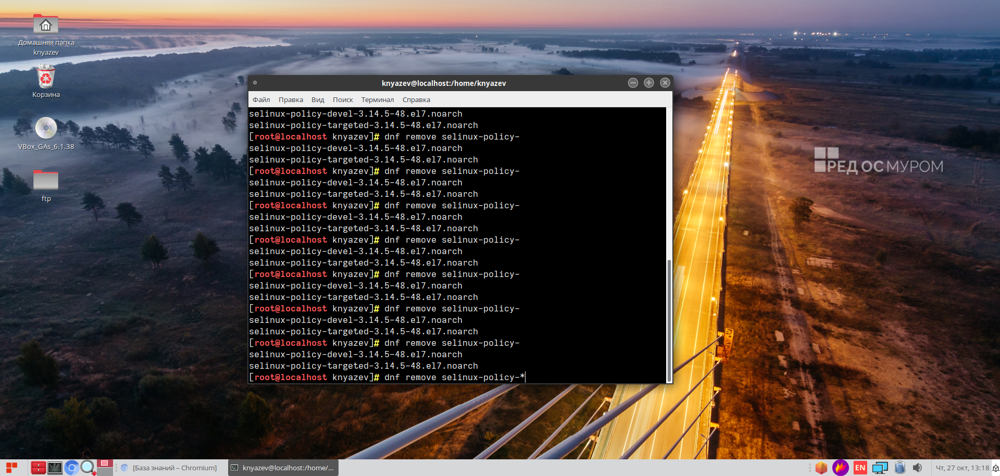 Домашняя папка
knyazev
Корзина
VBox_GAs_6.1.38
ftp
knyazev@localhost:/home/knyazev
Файл Правка Вид Поиск Терминал Справка
selinux-policy-devel-3.14.5-48.el7.noarch
selinux-policy-targeted-3.14.5-48.el7.noarch
[root@localhost knyazev]# dnf remove selinux-policy-
selinux-policy-devel-3.14.5-48.el7.noarch
selinux-policy-targeted-3.14.5-48.el7.noarch
[root@localhost knyazev]# dnf remove selinux-policy-
selinux-policy-devel-3.14.5-48.el7.noarch
selinux-policy-targeted-3.14.5-48.el7.noarch
[root@localhost knyazev]# dnf remove selinux-policy-
selinux-policy-devel-3.14.5-48.el7.noarch
selinux-policy-targeted-3.14.5-48.el7.noarch
[root@localhost knyazev]# dnf remove selinux-policy-
selinux-policy-devel-3.14.5-48.el7.noarch
selinux-policy-targeted-3.14.5-48.el7.noarch
[root@localhost knyazev]# dnf remove selinux-policy-
selinux-policy-devel-3.14.5-48.el7.noarch
selinux-policy-targeted-3.14.5-48.el7.noarch
[root@localhost knyazev]# dnf remove selinux-policy-
selinux-policy-devel-3.14.5-48.el7.noarch
selinux-policy-targeted-3.14.5-48.el7.noarch
[root@localhost knyazev]# dnf remove selinux-policy-
selinux-policy-devel-3.14.5-48.el7.noarch
selinux-policy-targeted-3.14.5-48.el7.noarch
[root@localhost knyazev]# dnf remove selinux-policy-*
РЕД ОС МУРОМ
[База знаний – Chromium]
knyazev@localhost:/home/...
EN
Чт, 27 окт, 13:18